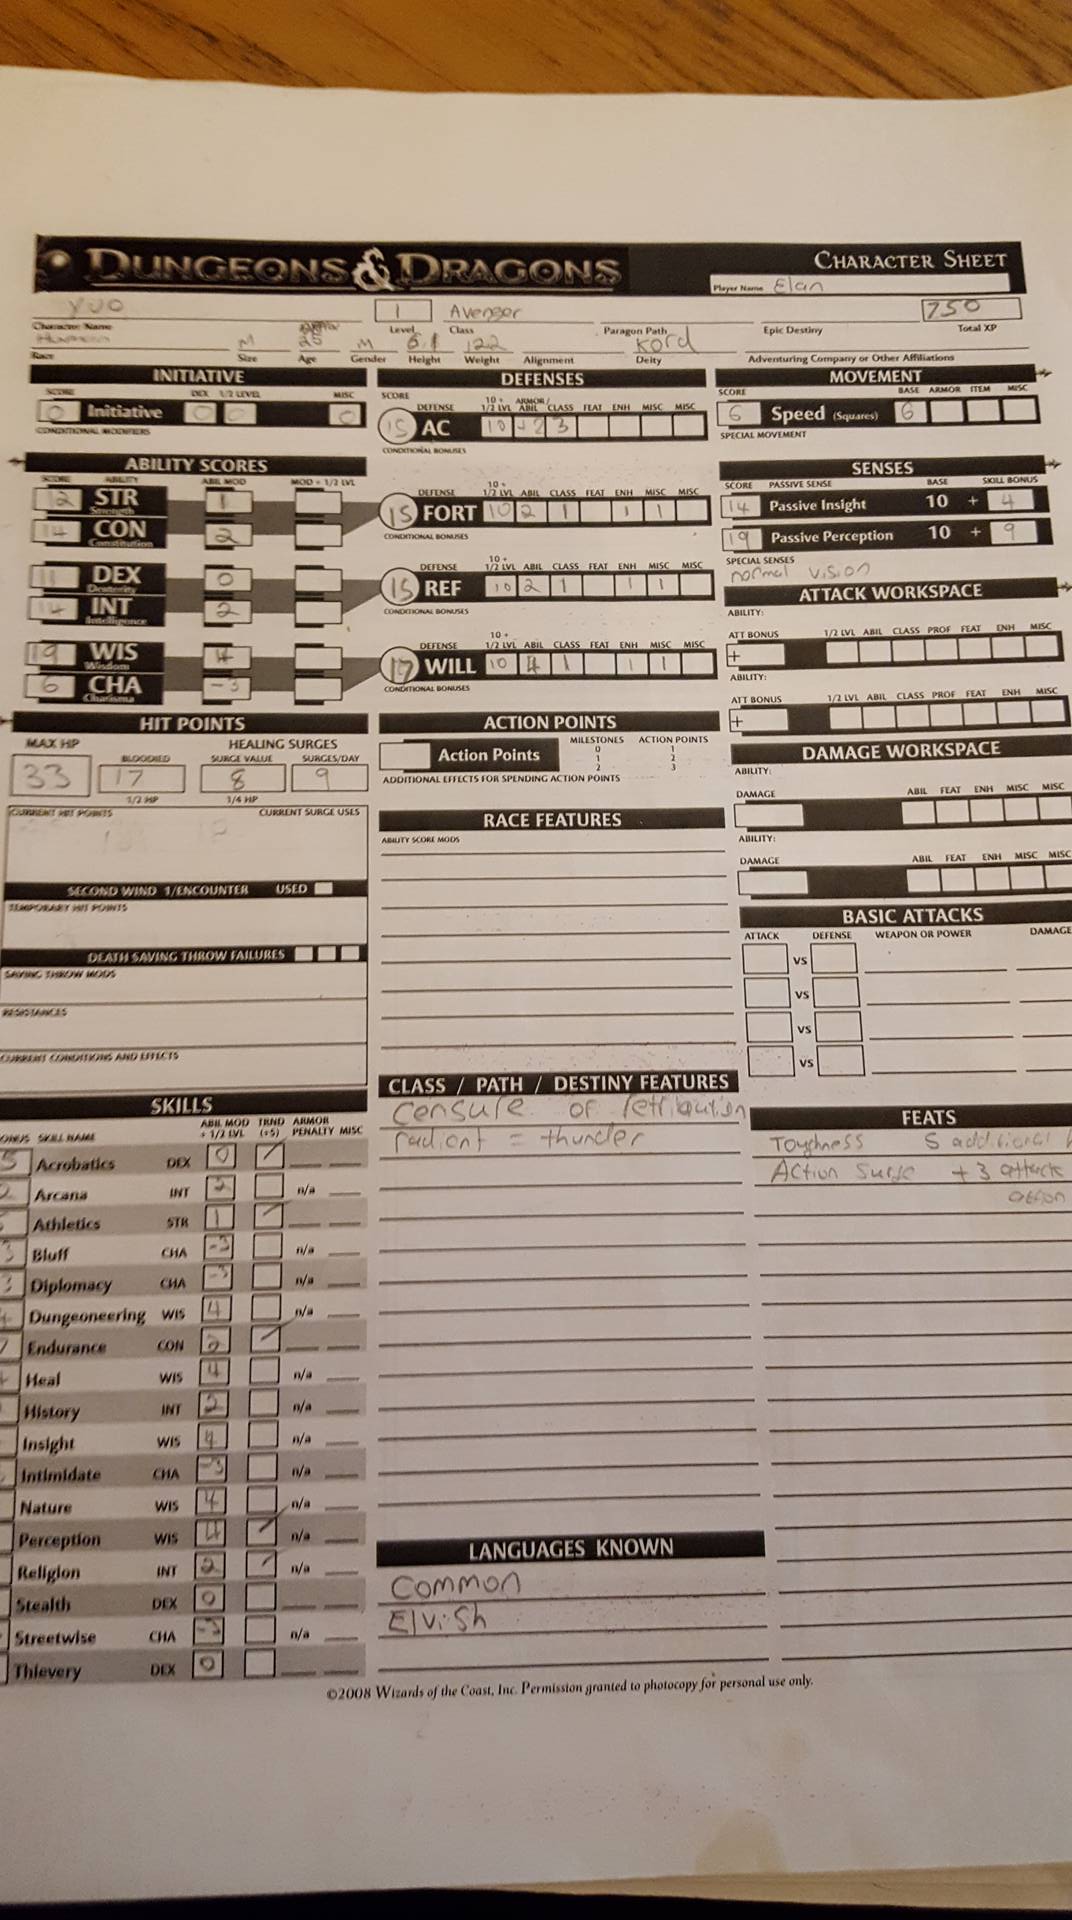 DUNGEONS & DRAGONS CHARACTER SHEET
Player Name Elan
YUO 1 Avenger 750
Character Name Level Class Paragon Path Epic Destiny Total XP
M 25 M 6.1 122 Kord
Race Size Age Gender Height Weight Alignment Deity Adventuring Company or Other Affiliations
INITIATIVE
SCORE DEX 1/2 LEVEL MISC
0 Initiative 0 0 0
CONDITIONAL MODIFIERS
ABILITY SCORES
SCORE ABILITY ABIL MOD MOD + 1/2 LVL
12 STR 1
Strength
14 CON 2
Constitution
11 DEX 0
Dexterity
14 INT 2
Intelligence
19 WIS 4
Wisdom
6 CHA -3
Charisma
HIT POINTS
MAX HP BLOODIED HEALING SURGES
SURGE VALUE SURGES/DAY
33 17 8 9
1/2 HP 1/4 HP
CURRENT HIT POINTS CURRENT SURGE USES
SECOND WIND 1/ENCOUNTER USED
TEMPORARY HIT POINTS
DEATH SAVING THROW FAILURES
SAVING THROW MODS
RESISTANCES
CURRENT CONDITIONS AND EFFECTS
SKILLS
BONUS SKILL NAME ABIL MOD + 1/2 LVL TRND (+5) ARMOR PENALTY MISC
5 Acrobatics DEX 0
2 Arcana INT 2 n/a
Athletics STR 1
3 Bluff CHA -3 n/a
3 Diplomacy CHA -3 n/a
Dungeoneering WIS 4 n/a
7 Endurance CON 2
Heal WIS 4 n/a
History INT 2 n/a
Insight WIS 4 n/a
Intimidate CHA -3 n/a
Nature WIS 4 n/a
Perception WIS 4 n/a
Religion INT 2 n/a
Stealth DEX 0
Streetwise CHA -3 n/a
Thievery DEX 0
DEFENSES
SCORE DEFENSE 10 + 1/2 LVL ARMOR / ABIL CLASS FEAT ENH MISC MISC
15 AC 10 +2 3
CONDITIONAL BONUSES
DEFENSE 10 + 1/2 LVL ABIL CLASS FEAT ENH MISC MISC
15 FORT 10 2 1 1 1
CONDITIONAL BONUSES
DEFENSE 10 + 1/2 LVL ABIL CLASS FEAT ENH MISC MISC
15 REF 10 2 1 1 1
CONDITIONAL BONUSES
DEFENSE 10 + 1/2 LVL ABIL CLASS FEAT ENH MISC MISC
17 WILL 10 4 1 1 1
CONDITIONAL BONUSES
ACTION POINTS
Action Points
MILESTONES ACTION POINTS
0 1
1 2
2 3
ADDITIONAL EFFECTS FOR SPENDING ACTION POINTS
RACE FEATURES
ABILITY SCORE MODS
CLASS / PATH / DESTINY FEATURES
Censure of retribution
radiant = thunder
LANGUAGES KNOWN
Common
Elvish
MOVEMENT
SCORE BASE ARMOR ITEM MISC
6 Speed (Squares) 6
SPECIAL MOVEMENT
SENSES
SCORE PASSIVE SENSE BASE SKILL BONUS
14 Passive Insight 10 + 4
19 Passive Perception 10 + 9
SPECIAL SENSES
normal vision
ATTACK WORKSPACE
ABILITY:
ATT BONUS 1/2 LVL ABIL CLASS PROF FEAT ENH MISC
+
ABILITY:
ATT BONUS 1/2 LVL ABIL CLASS PROF FEAT ENH MISC
+
DAMAGE WORKSPACE
ABILITY:
DAMAGE ABIL FEAT ENH MISC MISC
ABILITY:
DAMAGE ABIL FEAT ENH MISC MISC
BASIC ATTACKS
ATTACK DEFENSE WEAPON OR POWER DAMAGE
VS
VS
VS
VS
FEATS
Toughness 5 additional
Action Surge +3 attack
©2008 Wizards of the Coast, Inc. Permission granted to photocopy for personal use only.